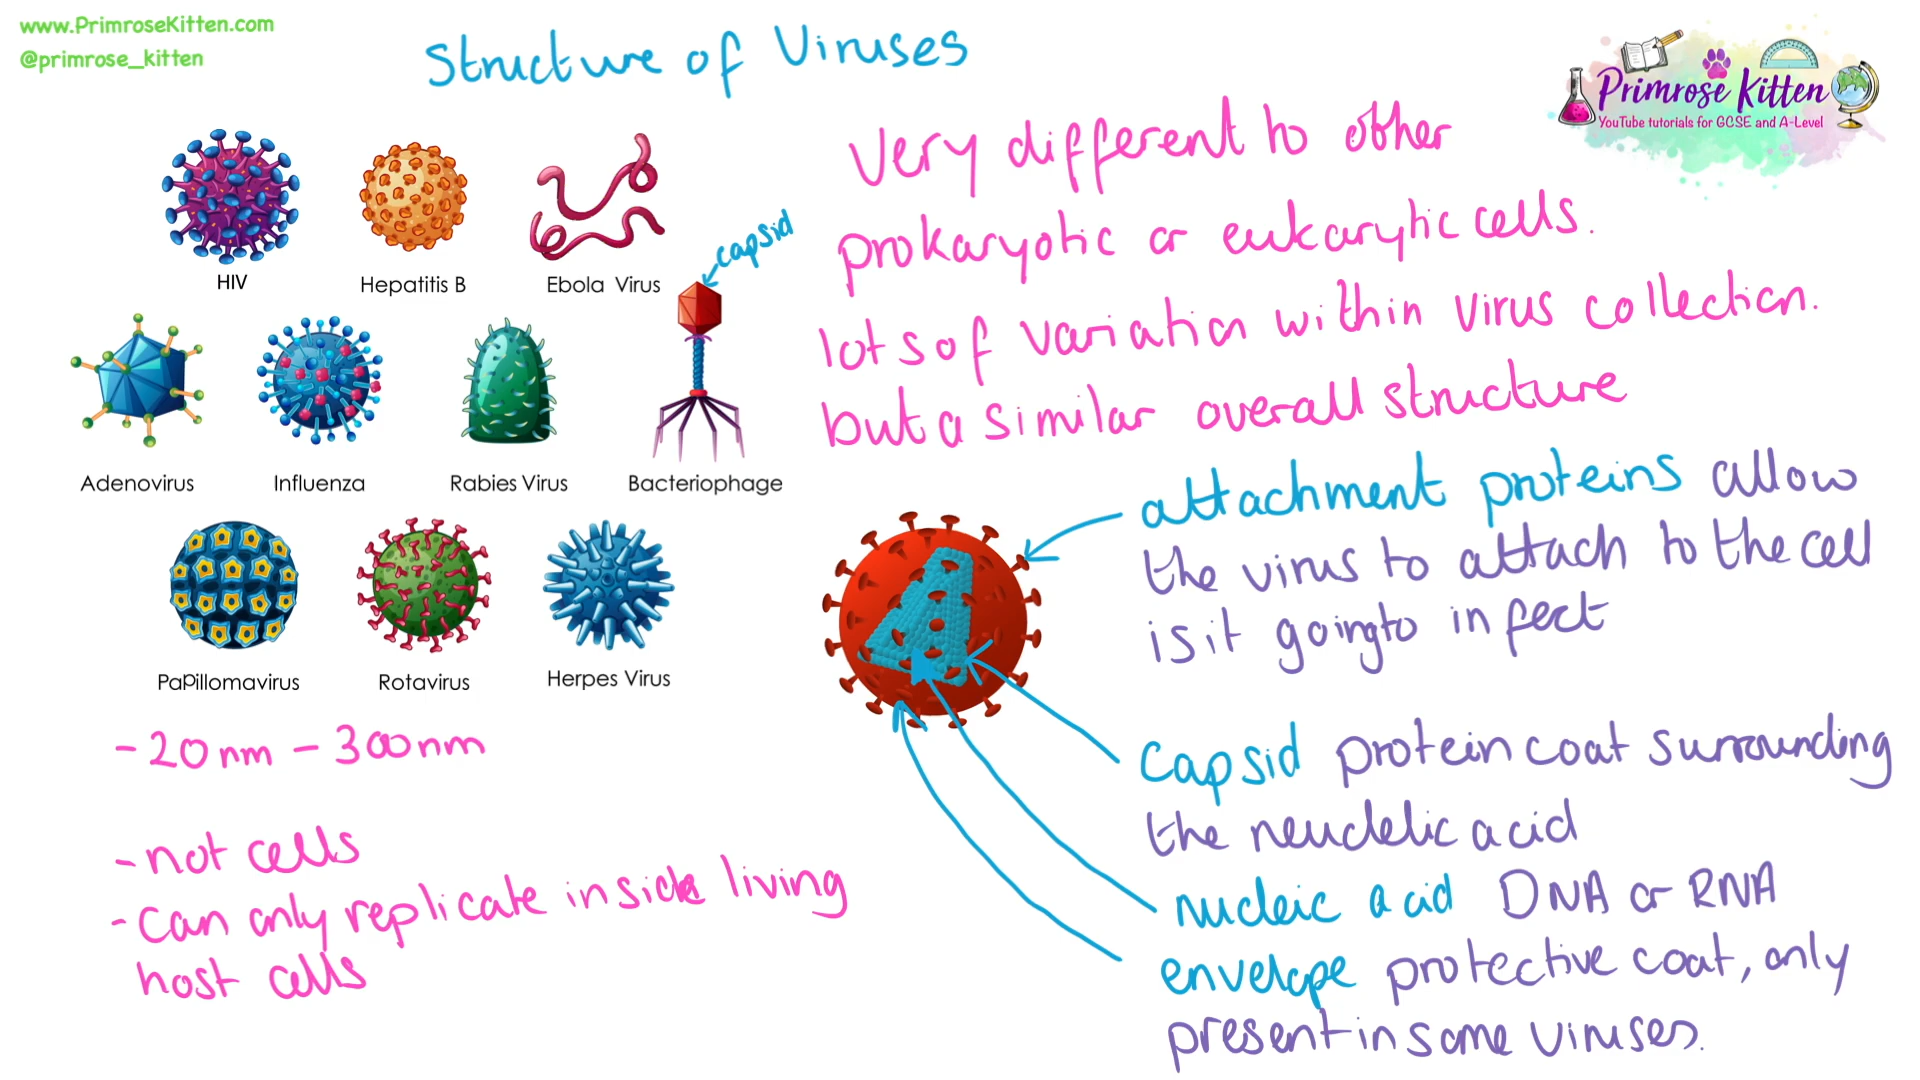 www.PrimroseKitten.com
@primrose_kitten
Structure of Viruses
Primrose Kitten
YouTube tutorials for GCSE and A-Level
HIV
Hepatitis B
Ebola Virus
capsid
Adenovirus
Influenza
Rabies Virus
Bacteriophage
Papillomavirus
Rotavirus
Herpes Virus
- 20nm - 300nm
- not cells
- can only replicate inside living
host cells
Very different to other
prokaryotic or eukarytic cells.
lots of variation within virus collection.
but a similar overall structure
attachment proteins allow
the virus to attach to the cell
is it going to infect
capsid protein coat surrounding
the neuclelic acid
nucleic acid DNA or RNA
envelope protective coat, only
present in some viruses.